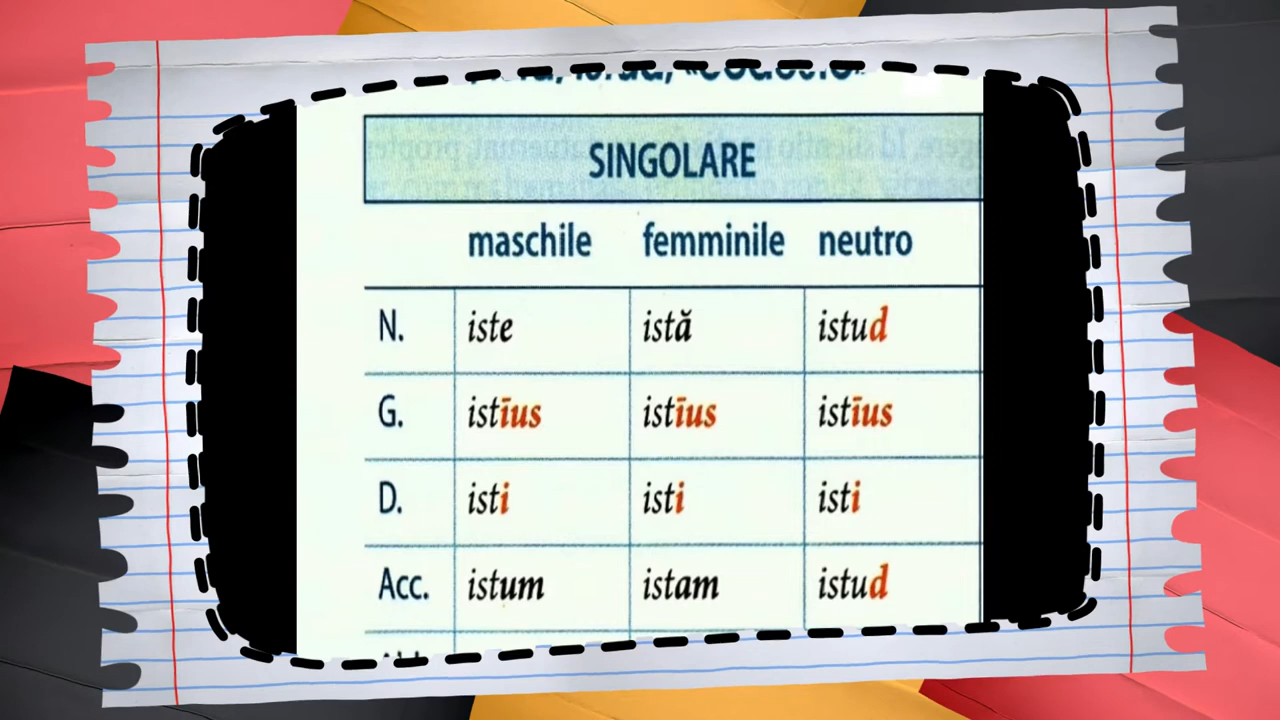 SINGOLARE
maschile femminile neutro
N. iste istă istud
G. istīus istīus istīus
D. isti isti isti
Acc. istum istam istud